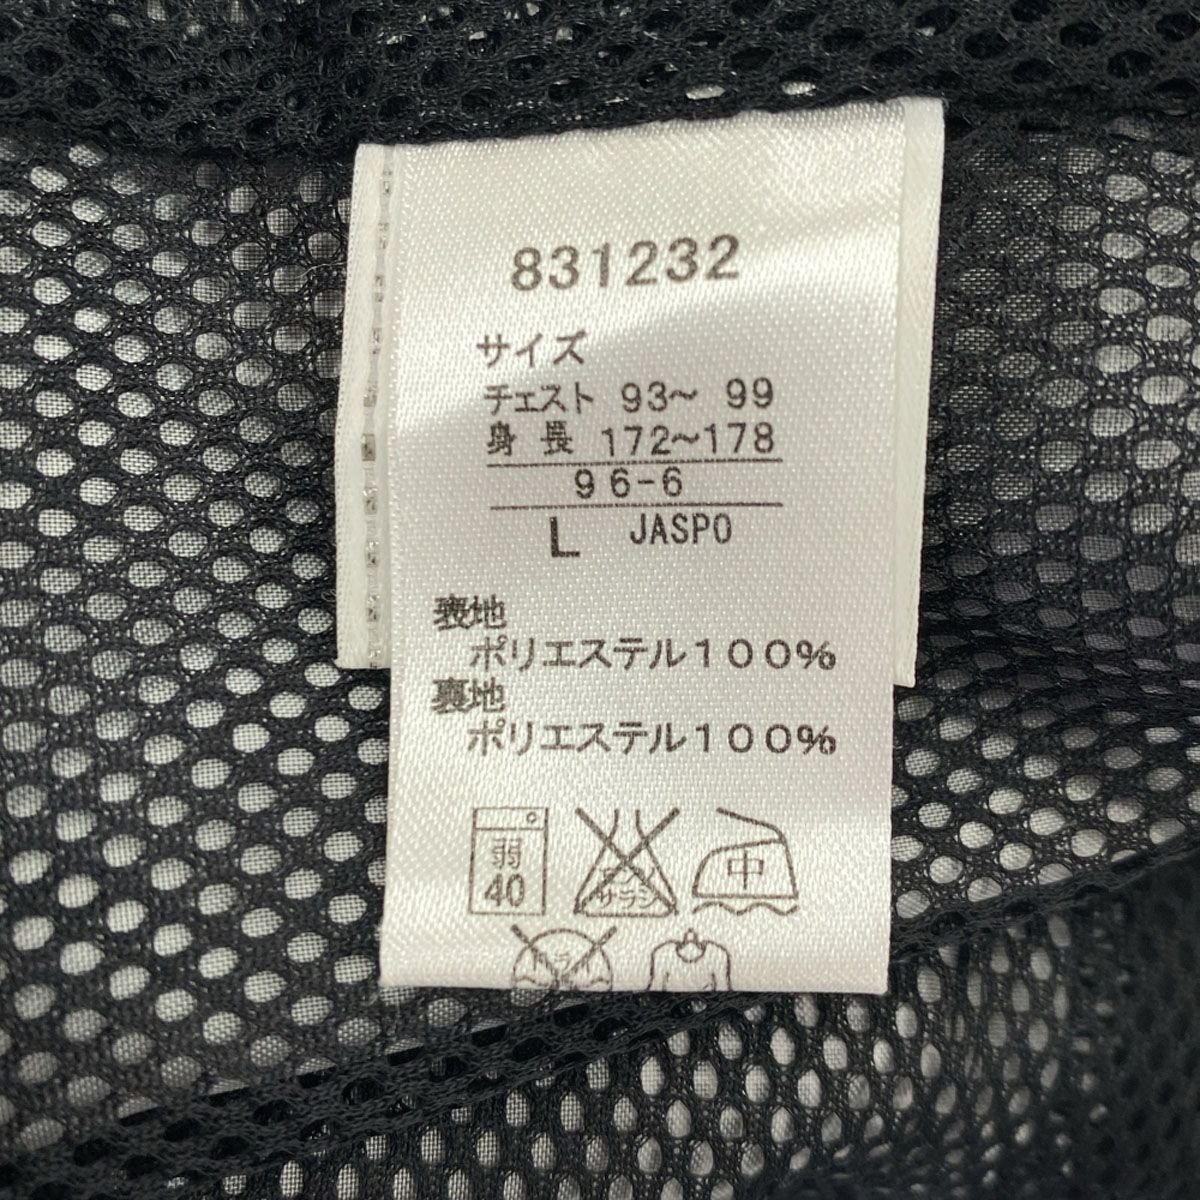 831232
サイズ
チェスト 93～ 99
身 長 172～178
96-6
L JASPO
表地
ポリエステル100%
裏地
ポリエステル100%
弱
40
サラシ
中